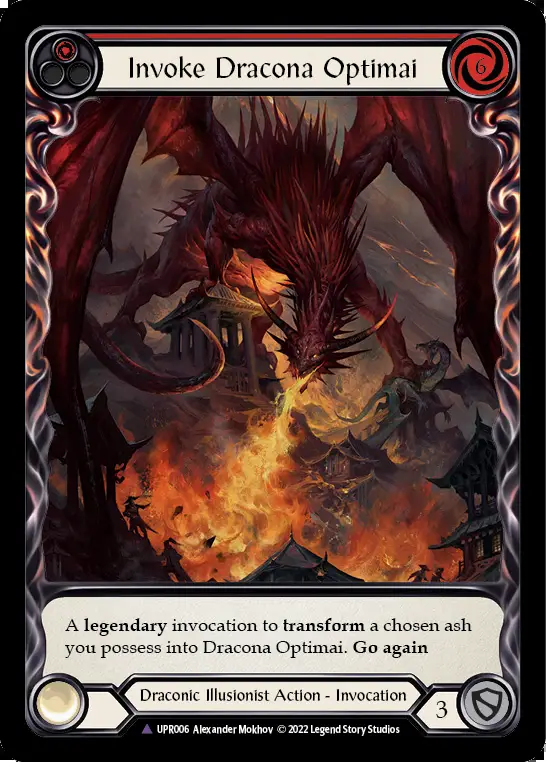 Invoke Dracona Optimai
6
A legendary invocation to transform a chosen ash
you possess into Dracona Optimai. Go again
Draconic Illusionist Action - Invocation
3
UPR006 Alexander Mokhov © 2022 Legend Story Studios